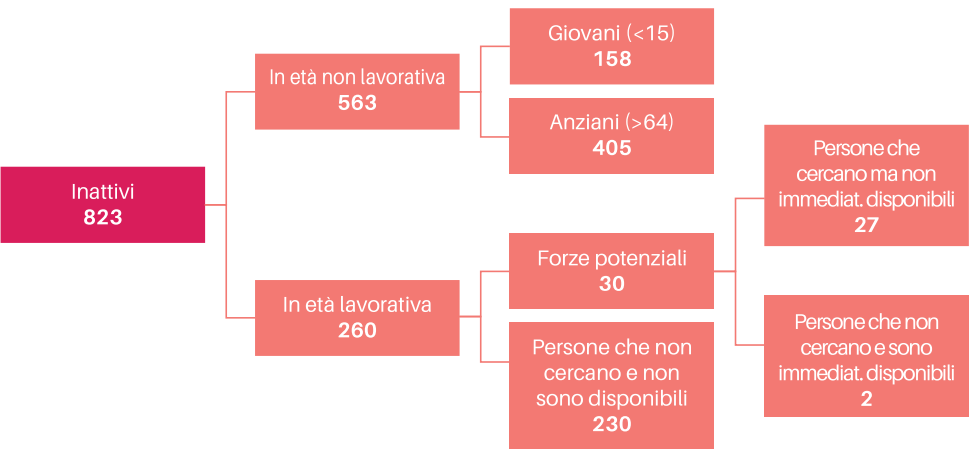 Inattivi
823
In età non lavorativa
563
In età lavorativa
260
Giovani (<15)
158
Anziani (>64)
405
Forze potenziali
30
Persone che non
cercano e non
sono disponibili
230
Persone che
cercano ma non
immediat. disponibili
27
Persone che non
cercano e sono
immediat. disponibili
2